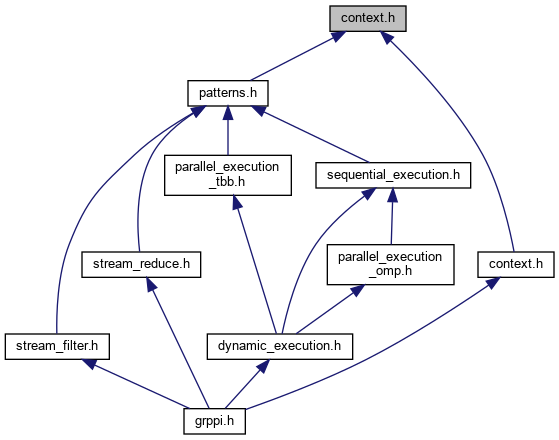 context.h
patterns.h
parallel_execution
_tbb.h
sequential_execution.h
stream_reduce.h
parallel_execution
_omp.h
context.h
stream_filter.h
dynamic_execution.h
grppi.h